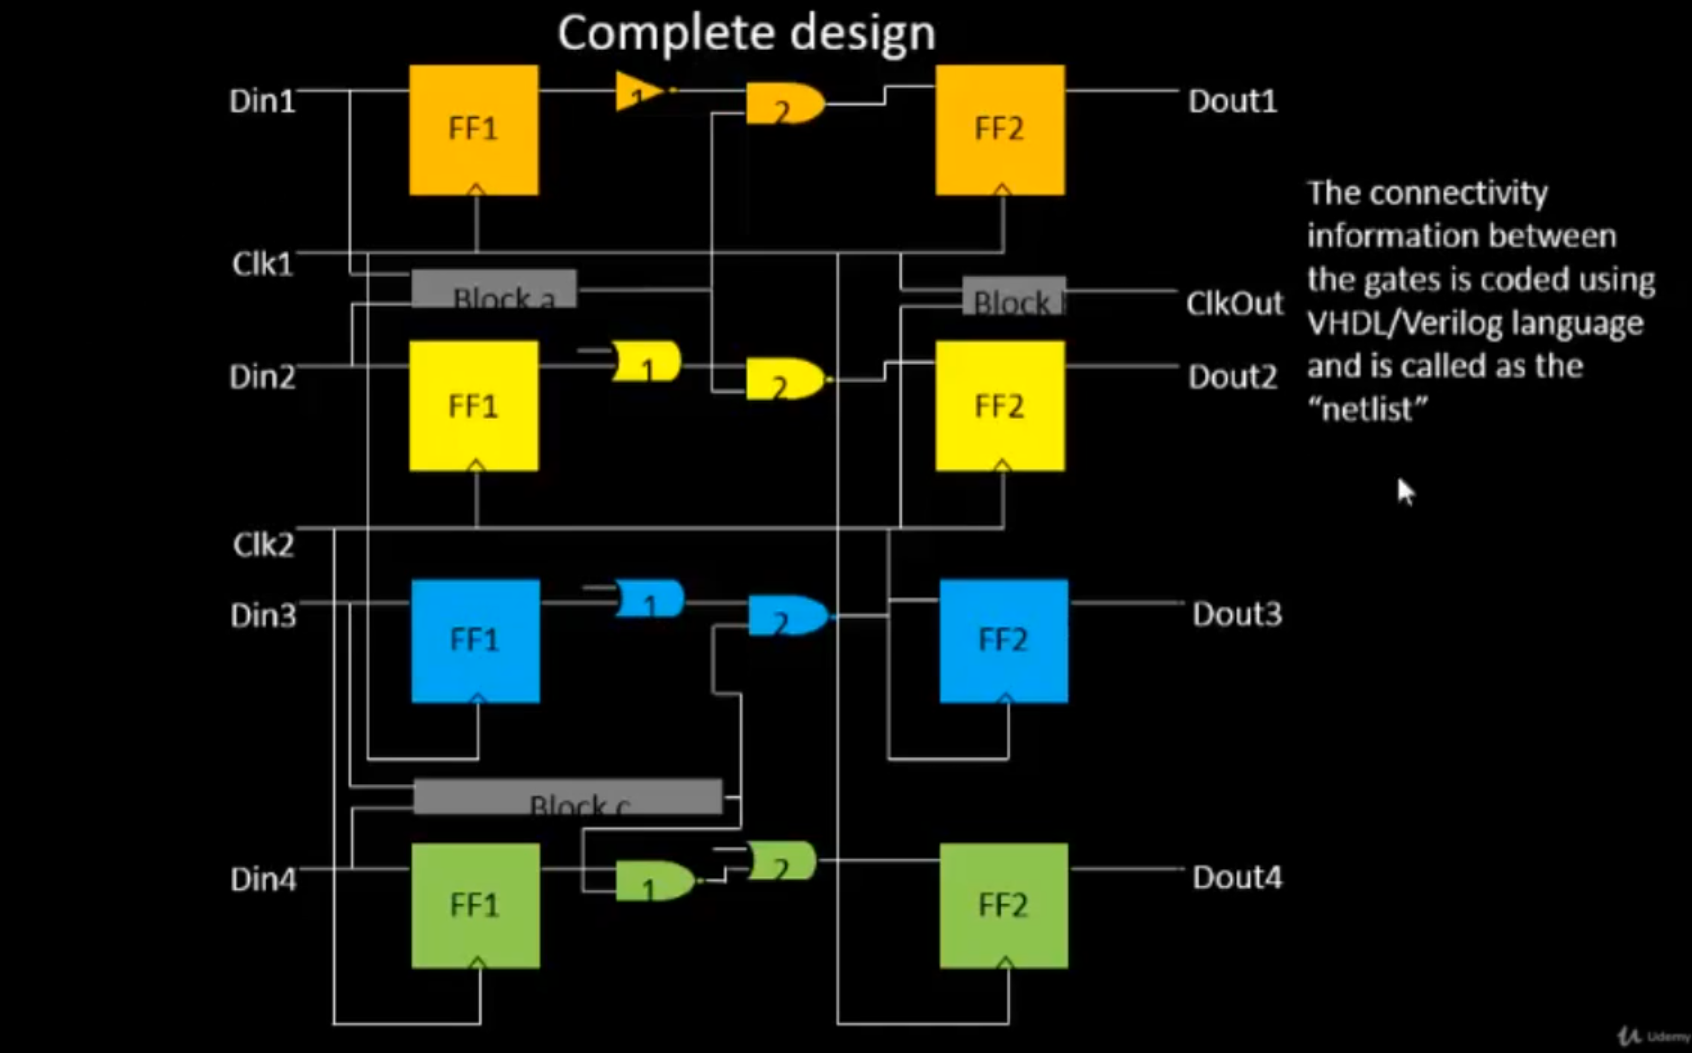 Complete design
Din1
FF1
1
2
FF2
Dout1
The connectivity
information between
the gates is coded using
VHDL/Verilog language
and is called as the
“netlist”
Clk1
Block a
Block
ClkOut
Din2
FF1
1
2
FF2
Dout2
Clk2
Din3
FF1
1
2
FF2
Dout3
Block c
Din4
FF1
1
2
FF2
Dout4
Udemy